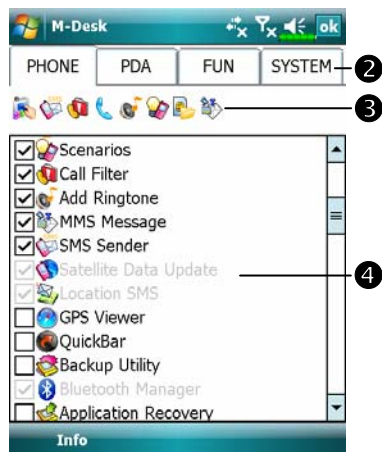 M-Desk ok
PHONE PDA FUN SYSTEM 2
3
Scenarios
Call Filter
Add Ringtone
MMS Message
SMS Sender
Satellite Data Update 4
Location SMS
GPS Viewer
QuickBar
Backup Utility
Bluetooth Manager
Application Recovery
Info